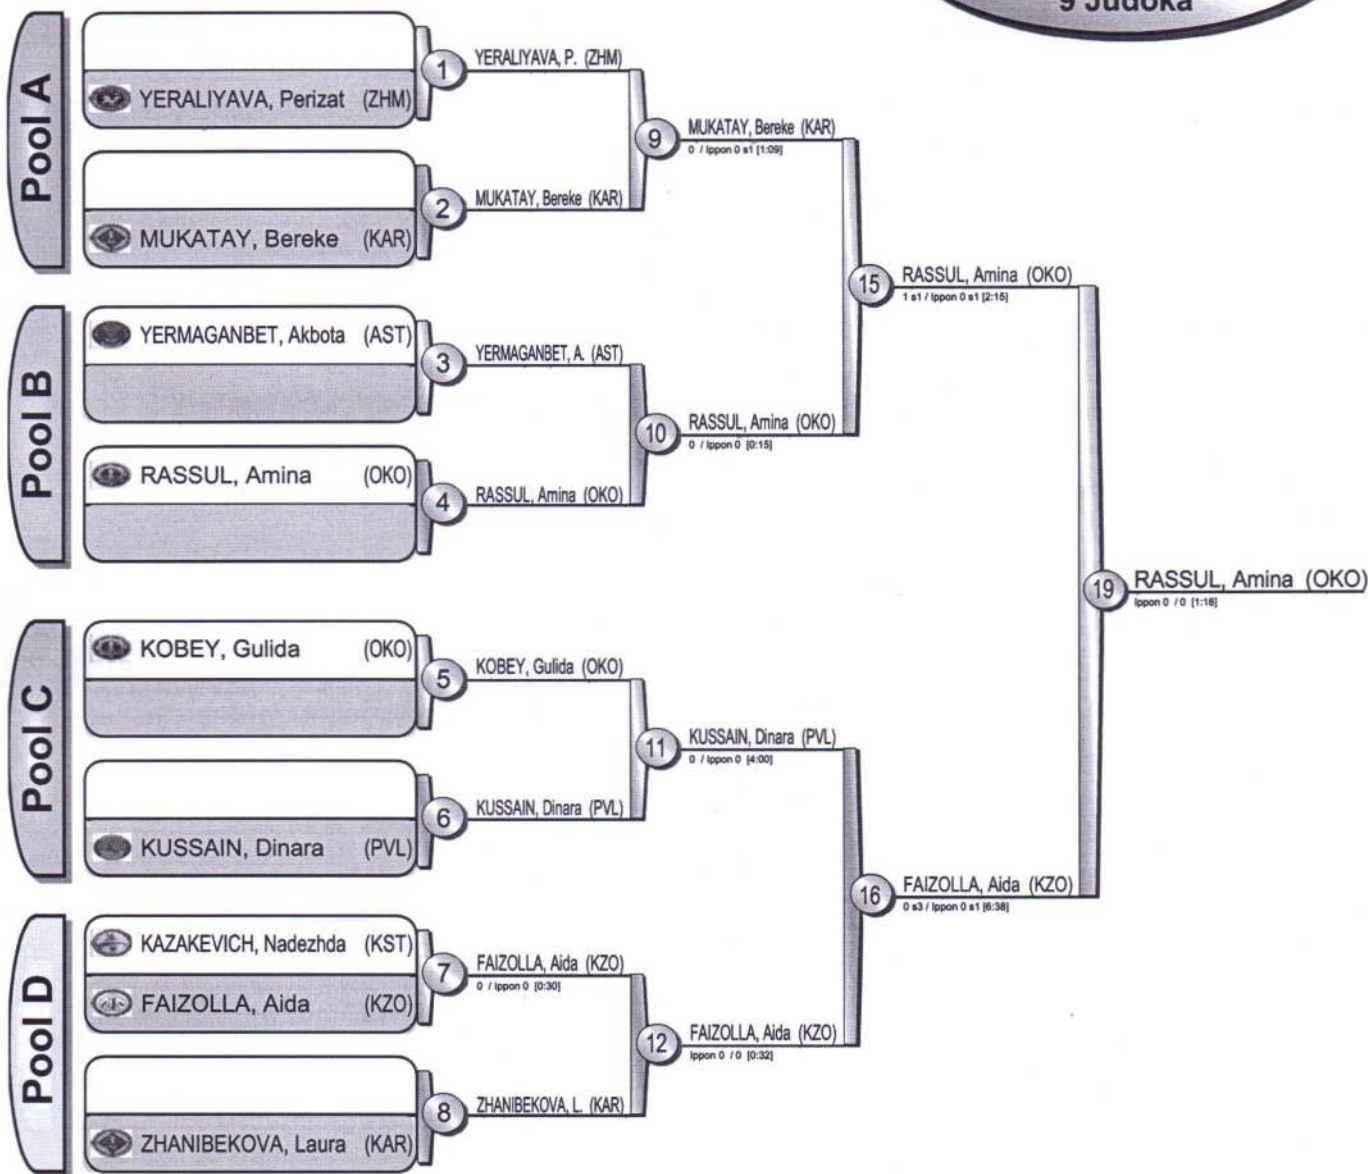 9 Judoka
Pool A
YERALIYAVA, Perizat (ZHM)
MUKATAY, Bereke (KAR)
1
YERALIYAVA, P. (ZHM)
2
MUKATAY, Bereke (KAR)
9
MUKATAY, Bereke (KAR)
0 / Ippon 0 s1 [1:09]
Pool B
YERMAGANBET, Akbota (AST)
RASSUL, Amina (OKO)
3
YERMAGANBET, A. (AST)
4
RASSUL, Amina (OKO)
10
RASSUL, Amina (OKO)
0 / Ippon 0 [0:15]
15
RASSUL, Amina (OKO)
1 s1 / Ippon 0 s1 [2:15]
Pool C
KOBEY, Gulida (OKO)
KUSSAIN, Dinara (PVL)
5
KOBEY, Gulida (OKO)
6
KUSSAIN, Dinara (PVL)
11
KUSSAIN, Dinara (PVL)
0 / Ippon 0 [4:00]
Pool D
KAZAKEVICH, Nadezhda (KST)
FAIZOLLA, Aida (KZO)
ZHANIBEKOVA, Laura (KAR)
7
FAIZOLLA, Aida (KZO)
0 / Ippon 0 [0:30]
8
ZHANIBEKOVA, L. (KAR)
12
FAIZOLLA, Aida (KZO)
Ippon 0 / 0 [0:32]
16
FAIZOLLA, Aida (KZO)
0 s3 / Ippon 0 s1 [6:38]
19
RASSUL, Amina (OKO)
Ippon 0 / 0 [1:16]